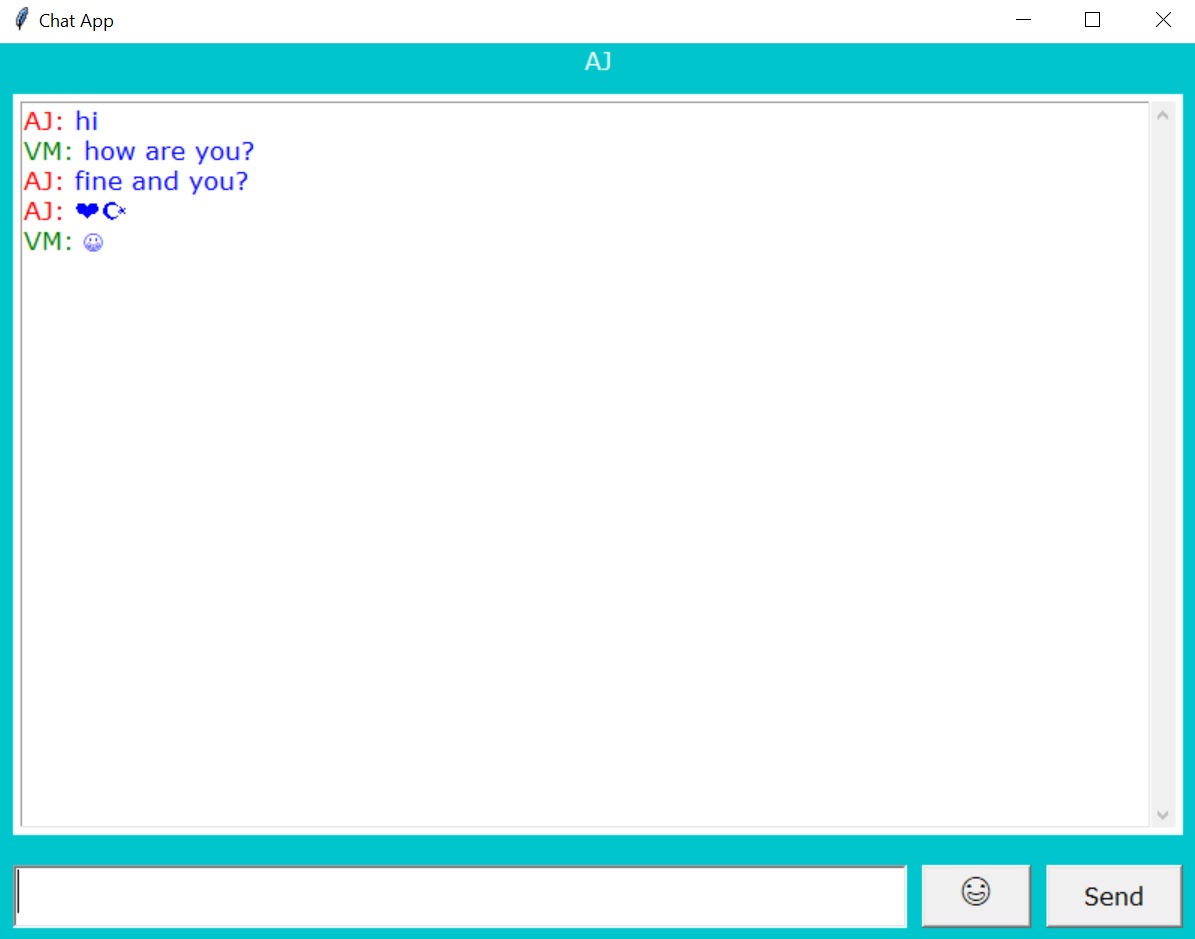 Chat App
AJ
AJ: hi
VM: how are you?
AJ: fine and you?
AJ: ❤☪
VM: 😀
Send